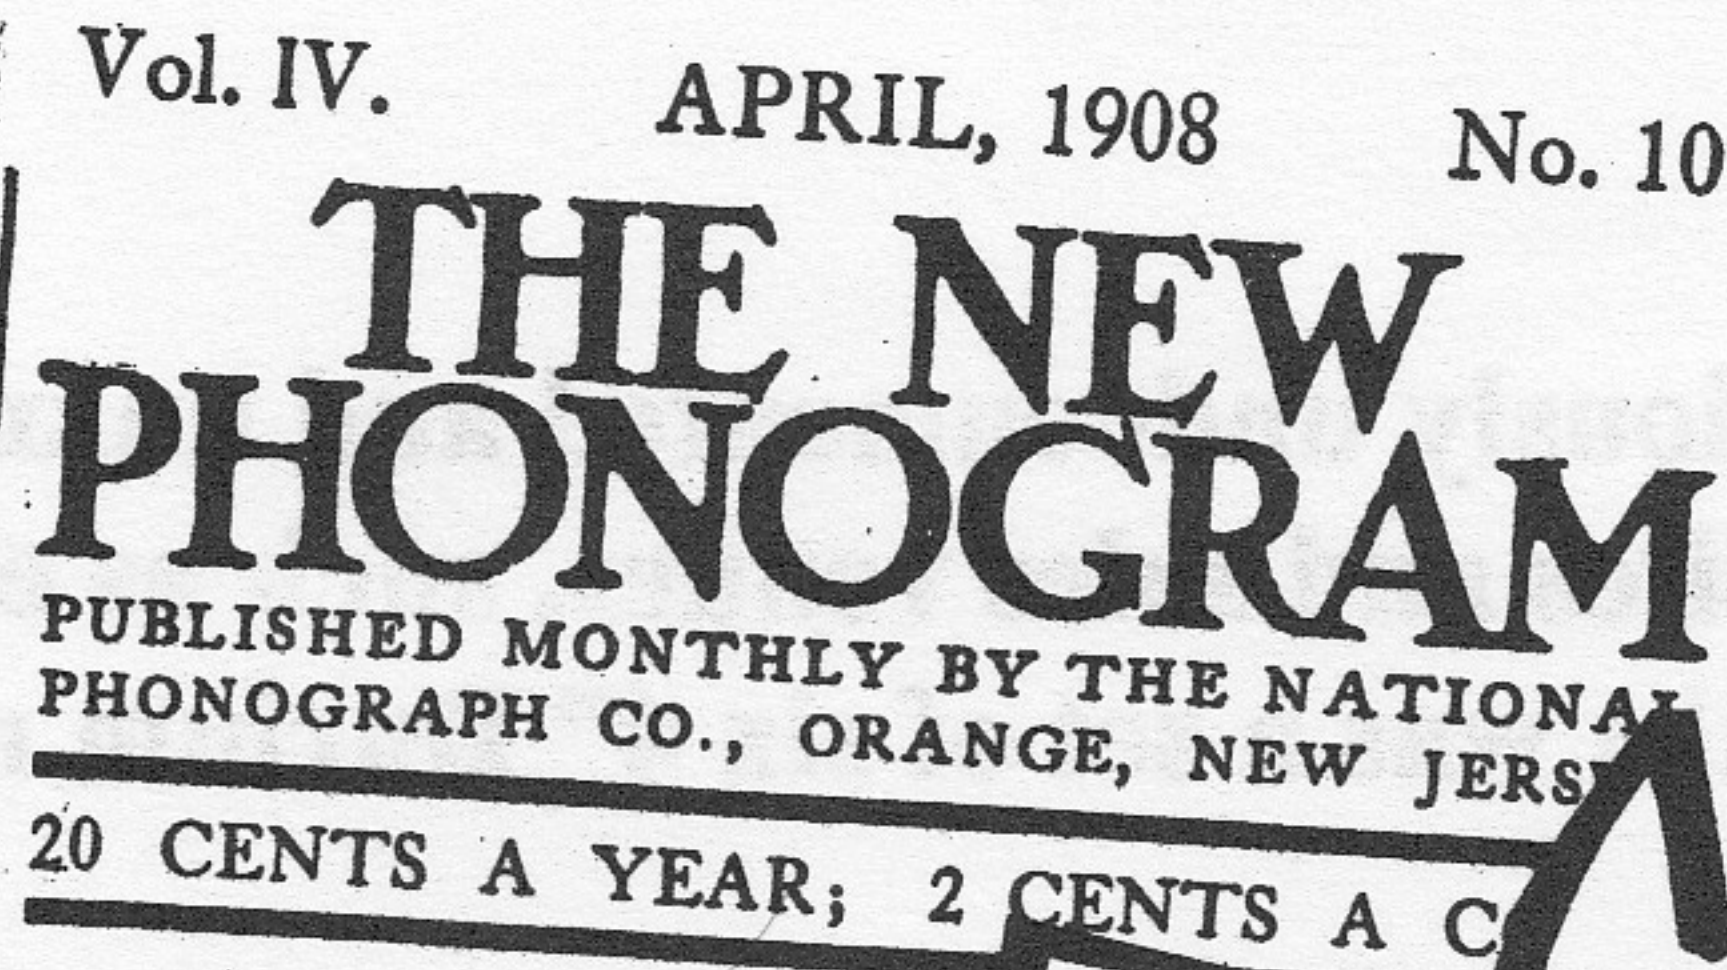 Vol. IV. APRIL, 1908 No. 10
THE NEW
PHONOGRAM
PUBLISHED MONTHLY BY THE NATIONAL
PHONOGRAPH CO., ORANGE, NEW JERS
20 CENTS A YEAR; 2 CENTS A C